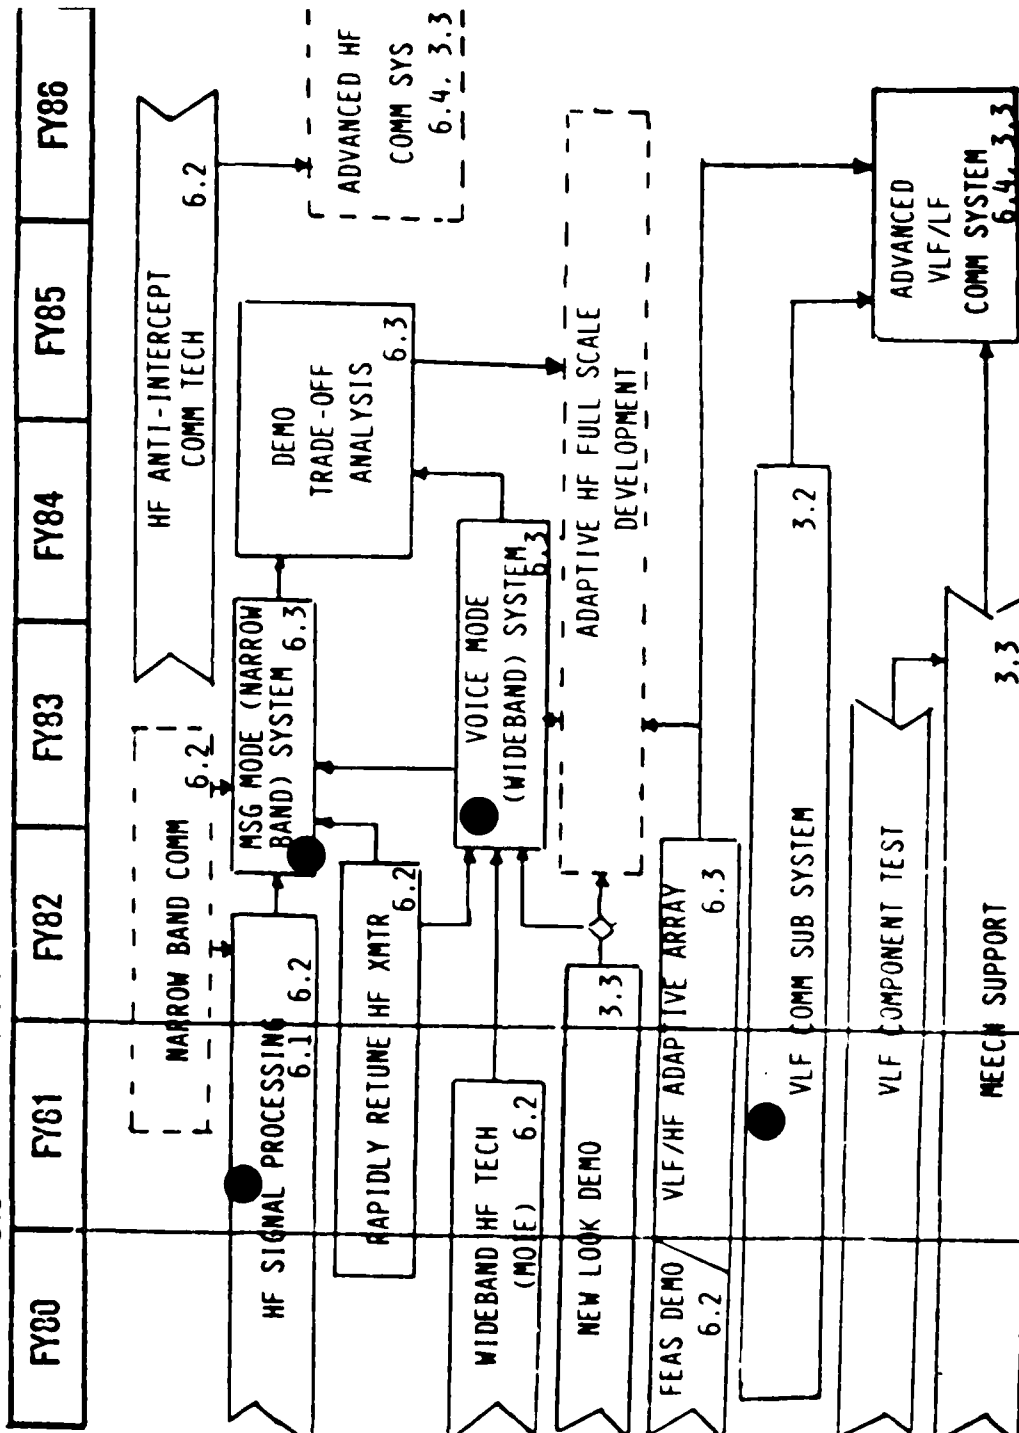 FY80
FY81
FY82
FY83
FY84
FY85
FY86
HF ANTI-INTERCEPT
COMM TECH
6.2
ADVANCED HF
COMM SYS
6.4, 3.3
NARROW BAND COMM
6.2
HF SIGNAL PROCESSING
6.1 6.2
MSG MODE (NARROW
BAND) SYSTEM
6.3
DEMO
TRADE-OFF
ANALYSIS
6.3
RAPIDLY RETUNE HF XMTR
6.2
WIDEBAND HF TECH
(MOIE) 6.2
VOICE MODE
(WIDEBAND) SYSTEM
6.3
NEW LOOK DEMO
3.3
ADAPTIVE HF FULL SCALE
DEVELOPMENT
FEAS DEMO
6.2
VLF/HF ADAPTIVE ARRAY
6.3
VLF COMM SUB SYSTEM
3.2
ADVANCED
VLF/LF
COMM SYSTEM
6.4, 3.3
VLF COMPONENT TEST
MEECN SUPPORT
3.3